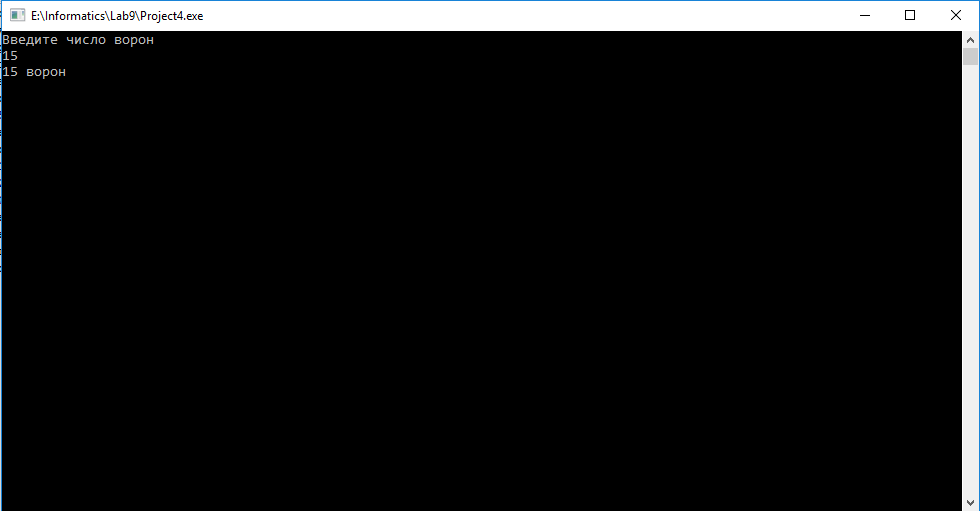 E:\Informatics\Lab9\Project4.exe
Введите число ворон
15
15 ворон